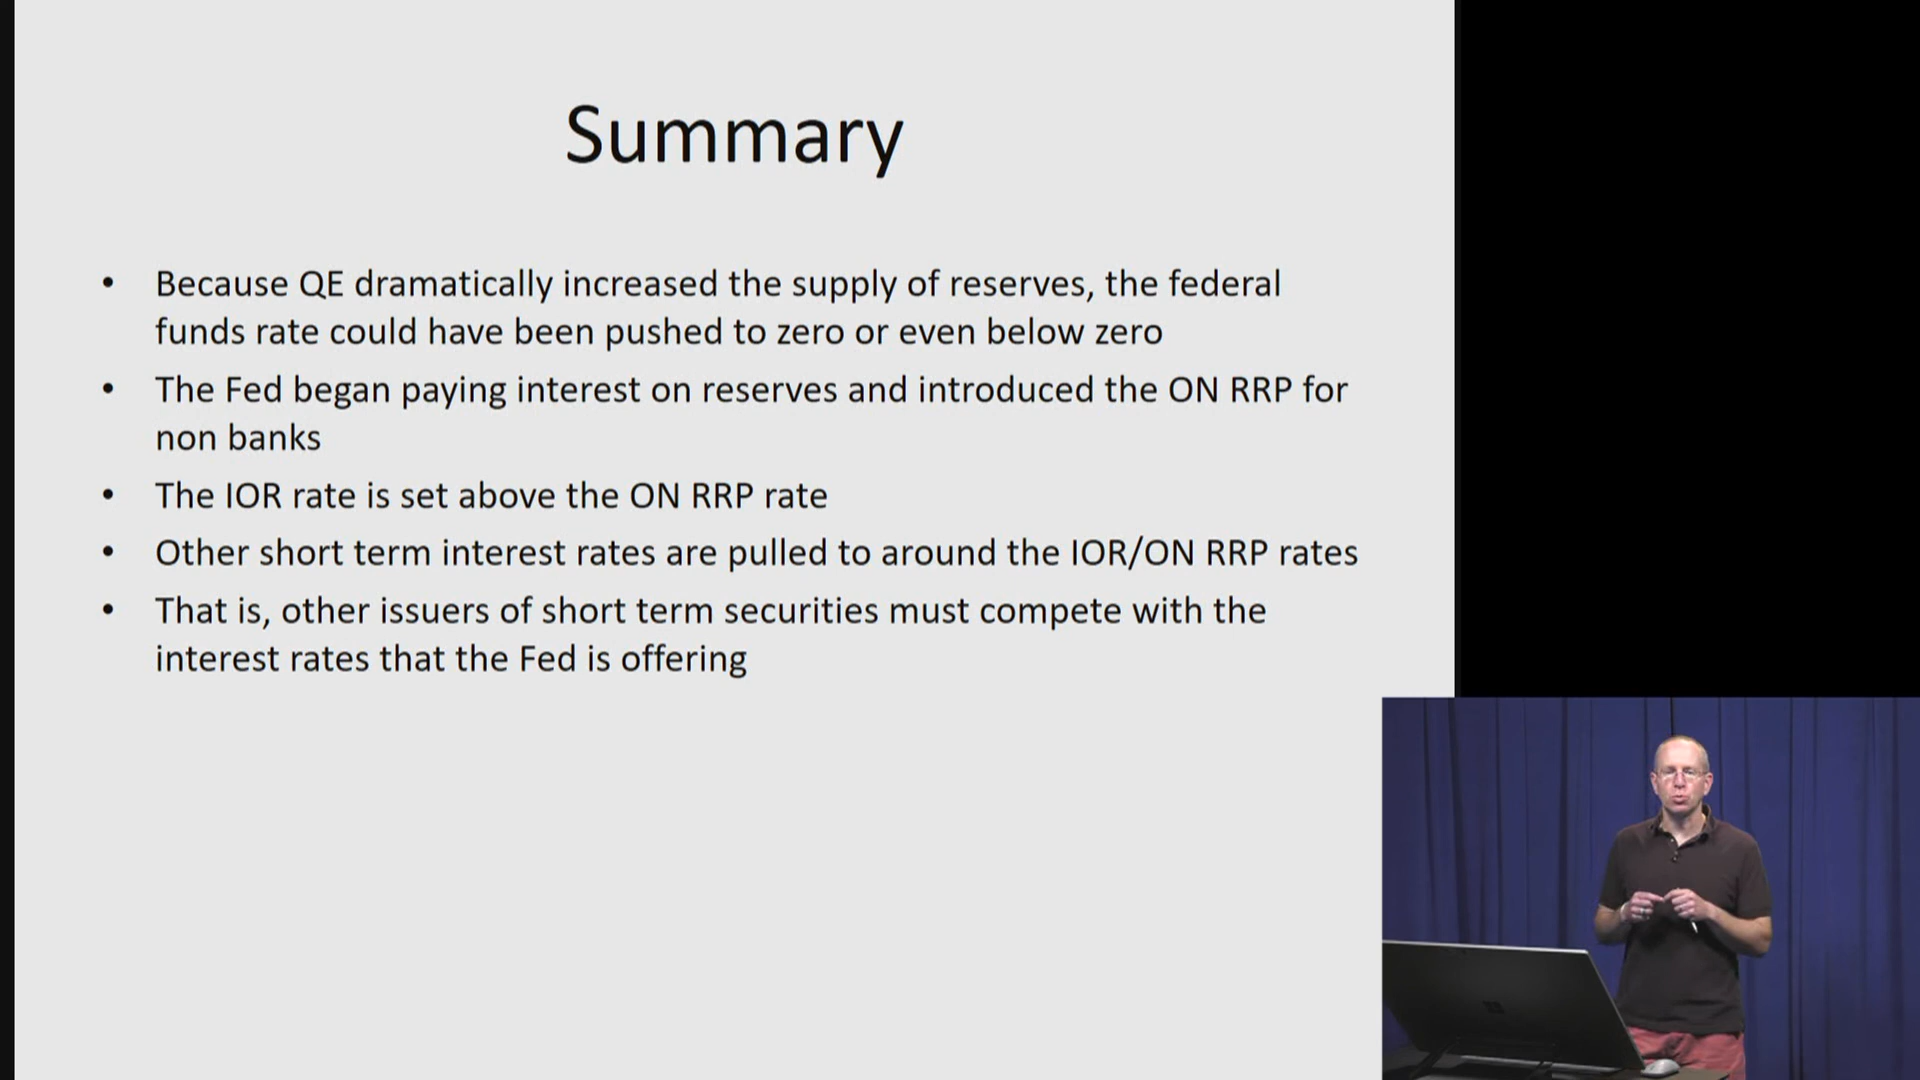 Summary
• Because QE dramatically increased the supply of reserves, the federal
funds rate could have been pushed to zero or even below zero
• The Fed began paying interest on reserves and introduced the ON RRP for
non banks
• The IOR rate is set above the ON RRP rate
• Other short term interest rates are pulled to around the IOR/ON RRP rates
• That is, other issuers of short term securities must compete with the
interest rates that the Fed is offering